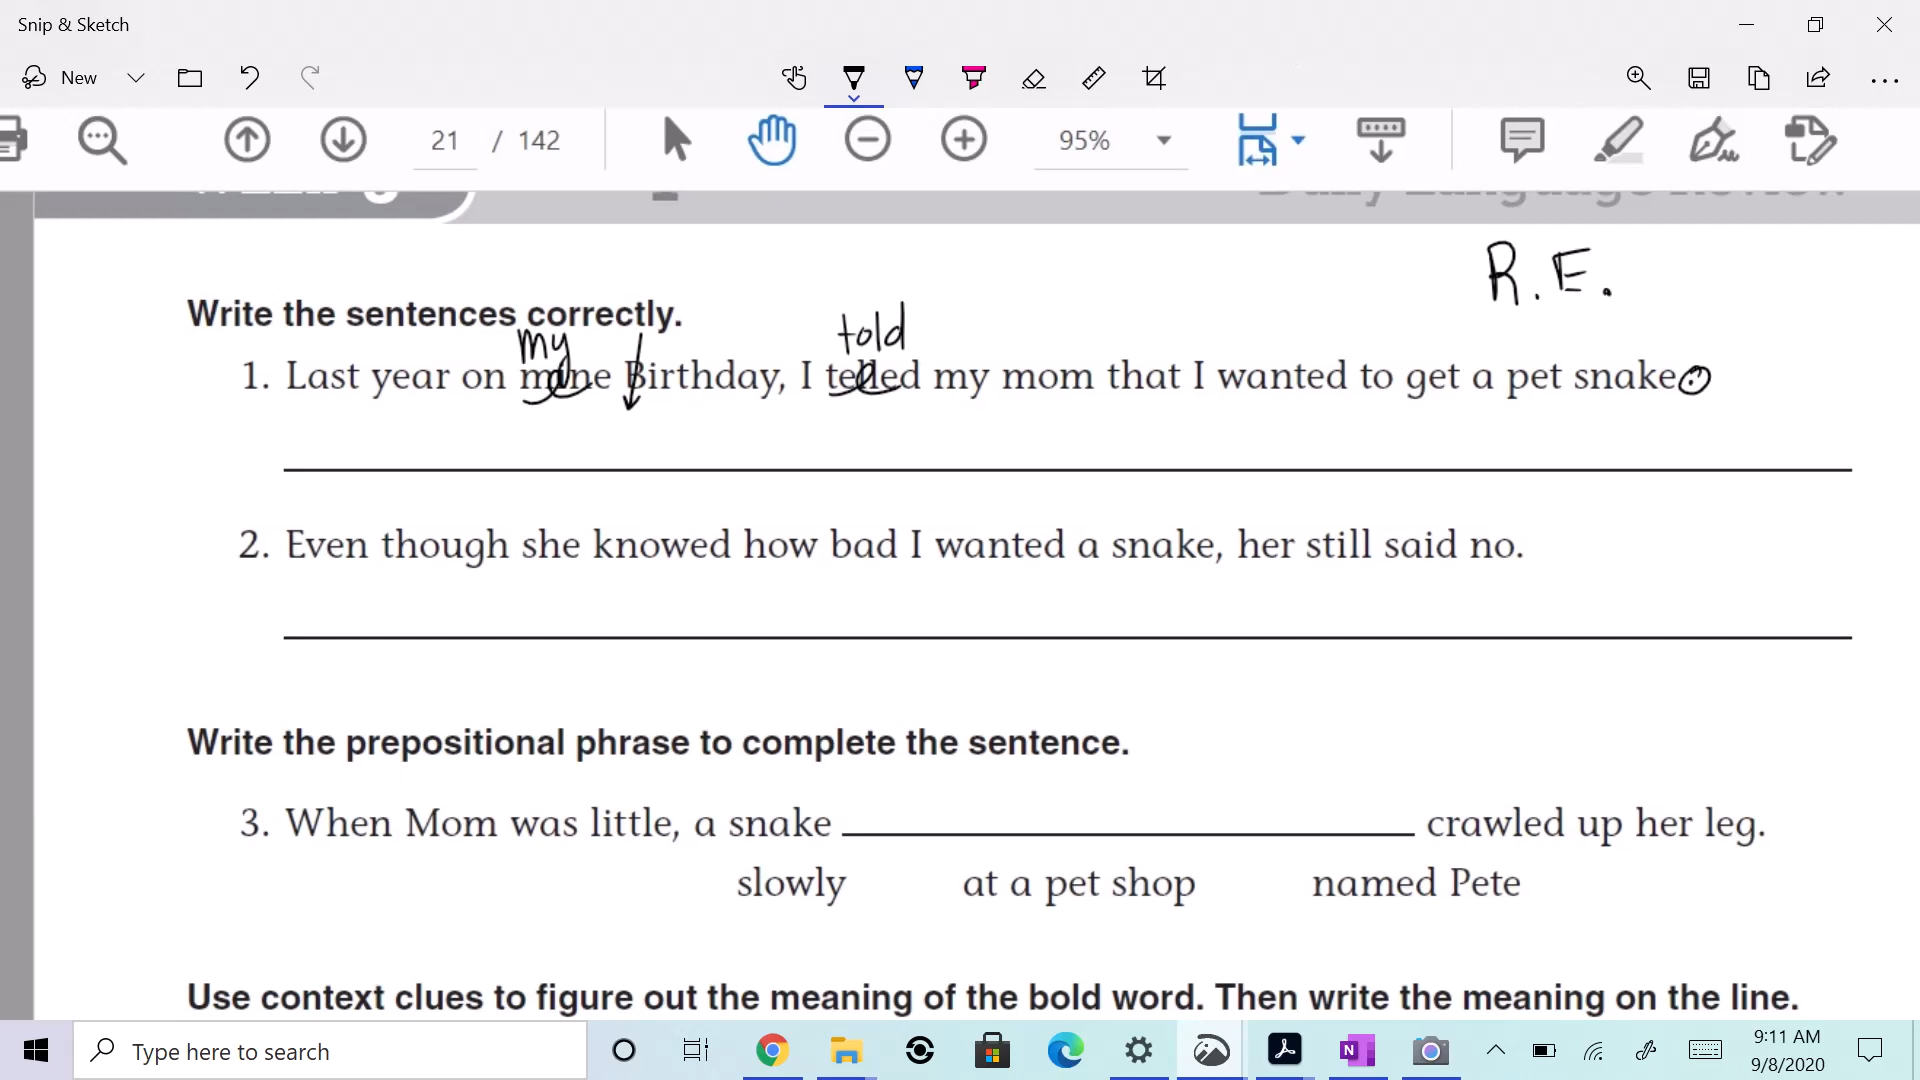 Snip & Sketch
New
21 / 142
95%
Daily Language Review
R.E.
Write the sentences correctly.
my told
1. Last year on mine Birthday, I telled my mom that I wanted to get a pet snake.
2. Even though she knowed how bad I wanted a snake, her still said no.
Write the prepositional phrase to complete the sentence.
3. When Mom was little, a snake ______ crawled up her leg.
slowly at a pet shop named Pete
Use context clues to figure out the meaning of the bold word. Then write the meaning on the line.
Type here to search
9:11 AM
9/8/2020